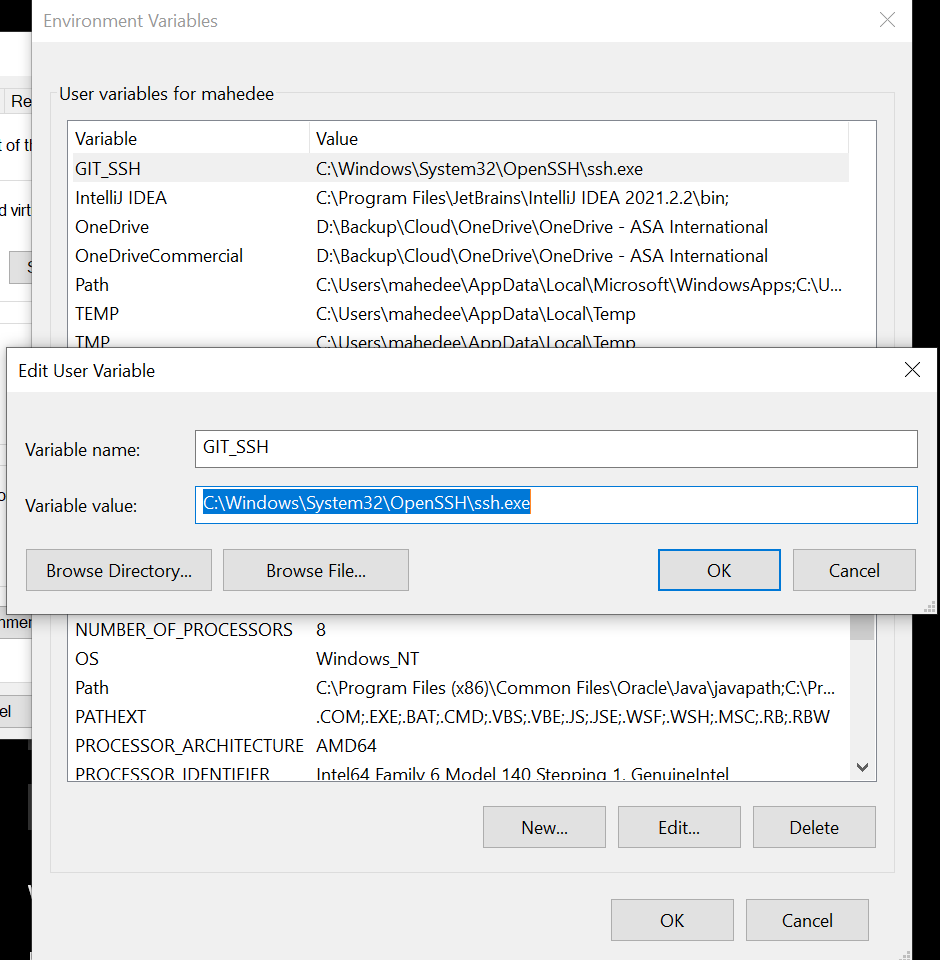 Environment Variables
User variables for mahedee
Re
Variable Value
t of th
GIT_SSH C:\Windows\System32\OpenSSH\ssh.exe
IntelliJ IDEA C:\Program Files\JetBrains\IntelliJ IDEA 2021.2.2\bin;
d virt
OneDrive D:\Backup\Cloud\OneDrive\OneDrive - ASA International
OneDriveCommercial D:\Backup\Cloud\OneDrive\OneDrive - ASA International
Path C:\Users\mahedee\AppData\Local\Microsoft\WindowsApps;C:\U...
TEMP C:\Users\mahedee\AppData\Local\Temp
TMP C:\Users\mahedee\AppData\Local\Temp
Edit User Variable
Variable name: GIT_SSH
Variable value: C:\Windows\System32\OpenSSH\ssh.exe
Browse Directory... Browse File... OK Cancel
nmer
NUMBER_OF_PROCESSORS 8
OS Windows_NT
Path C:\Program Files (x86)\Common Files\Oracle\Java\javapath;C:\Pr...
el
PATHEXT .COM;.EXE;.BAT;.CMD;.VBS;.VBE;.JS;.JSE;.WSF;.WSH;.MSC;.RB;.RBW
PROCESSOR_ARCHITECTURE AMD64
PROCESSOR_IDENTIFIER Intel64 Family 6 Model 140 Stepping 1, GenuineIntel
New... Edit... Delete
OK Cancel